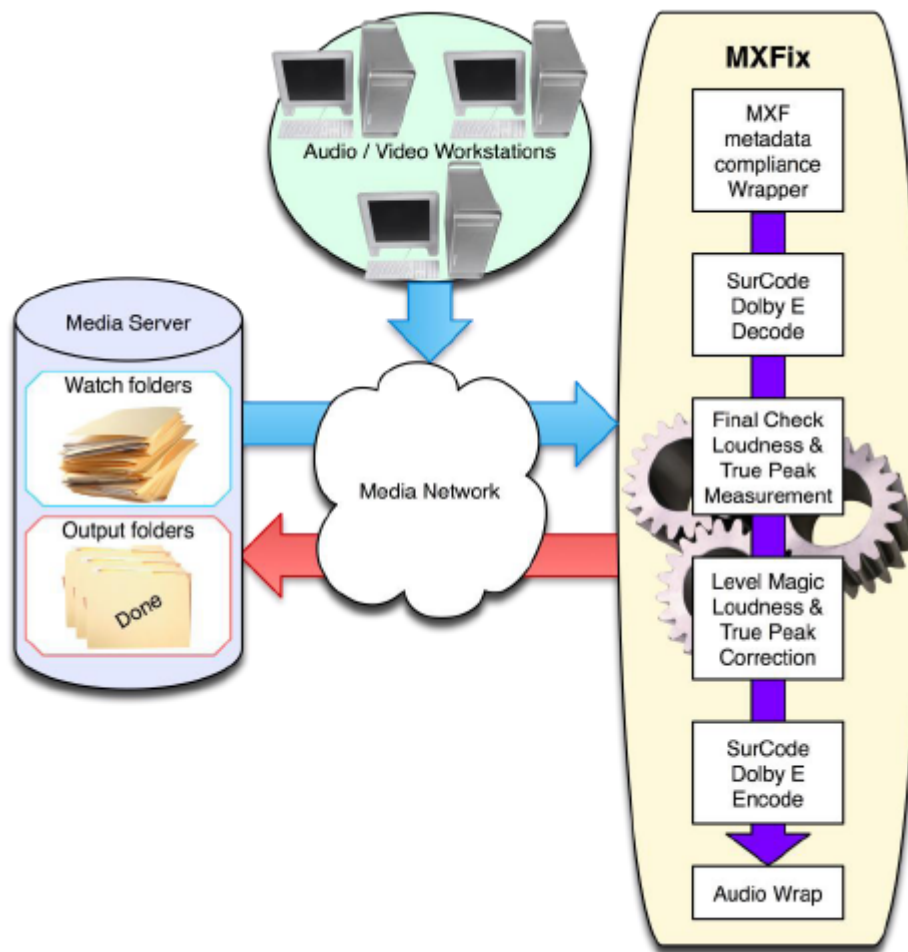 Audio / Video Workstations
Media Server
Watch folders
Output folders
Done
Media Network
MXFix
MXF
metadata
compliance
Wrapper
SurCode
Dolby E
Decode
Final Check
Loudness &
True Peak
Measurement
Level Magic
Loudness &
True Peak
Correction
SurCode
Dolby E
Encode
Audio Wrap